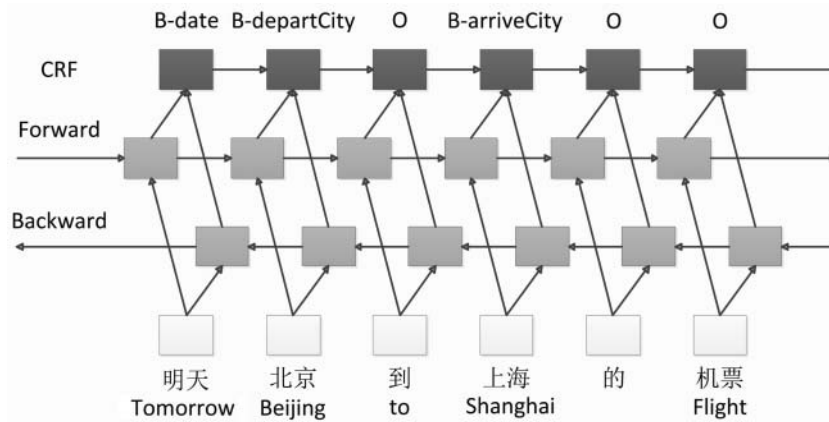 B-date B-departCity O B-arriveCity O O
CRF
Forward
Backward
明天 北京 到 上海 的 机票
Tomorrow Beijing to Shanghai Flight